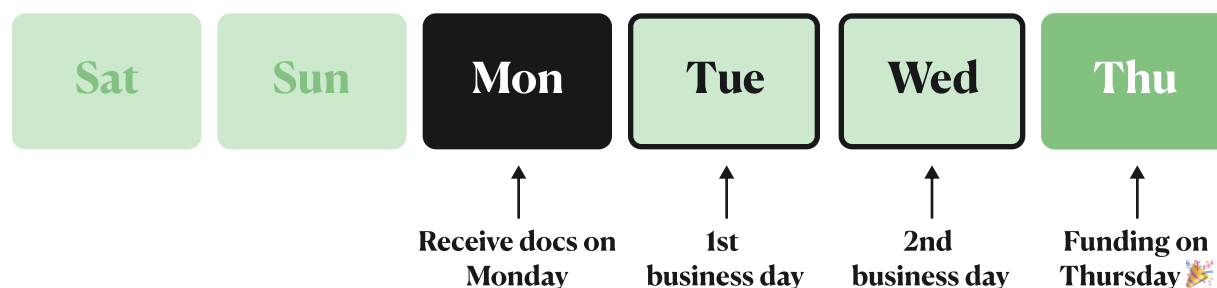 Sat Sun Mon Tue Wed Thu
Receive docs on
Monday
1st
business day
2nd
business day
Funding on
Thursday 🎉